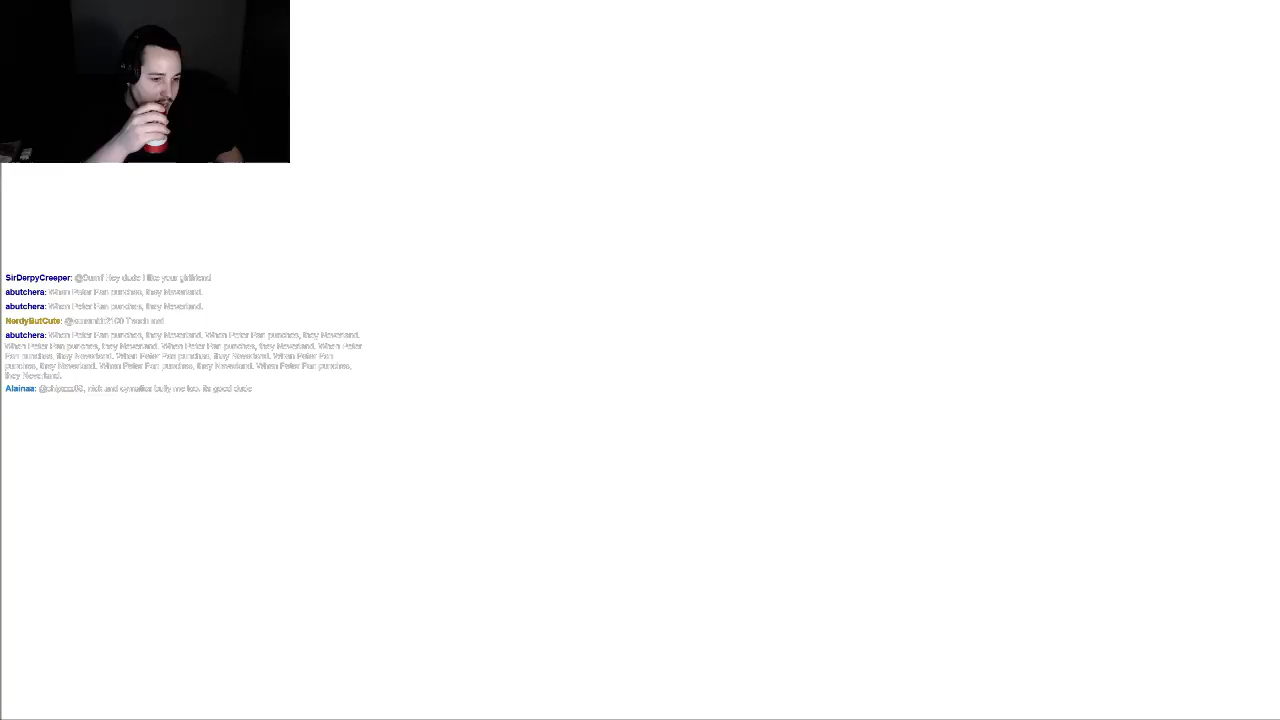 SirDerpyCreeper: Hey dude I like your girlfriend
abutchera: When Peter Pan punches, they Neverland.
abutchera: When Peter Pan punches, they Neverland.
NerdyButCute: Teach me!
abutchera: When Peter Pan punches, they Neverland. When Peter Pan punches, they Neverland.
When Peter Pan punches, they Neverland. When Peter Pan punches, they Neverland. When Peter
Pan punches, they Neverland. When Peter Pan punches, they Neverland. When Peter Pan
punches, they Neverland. When Peter Pan punches, they Neverland. When Peter Pan punches,
they Neverland.
Alainaa: nick and bully me too. its good dude